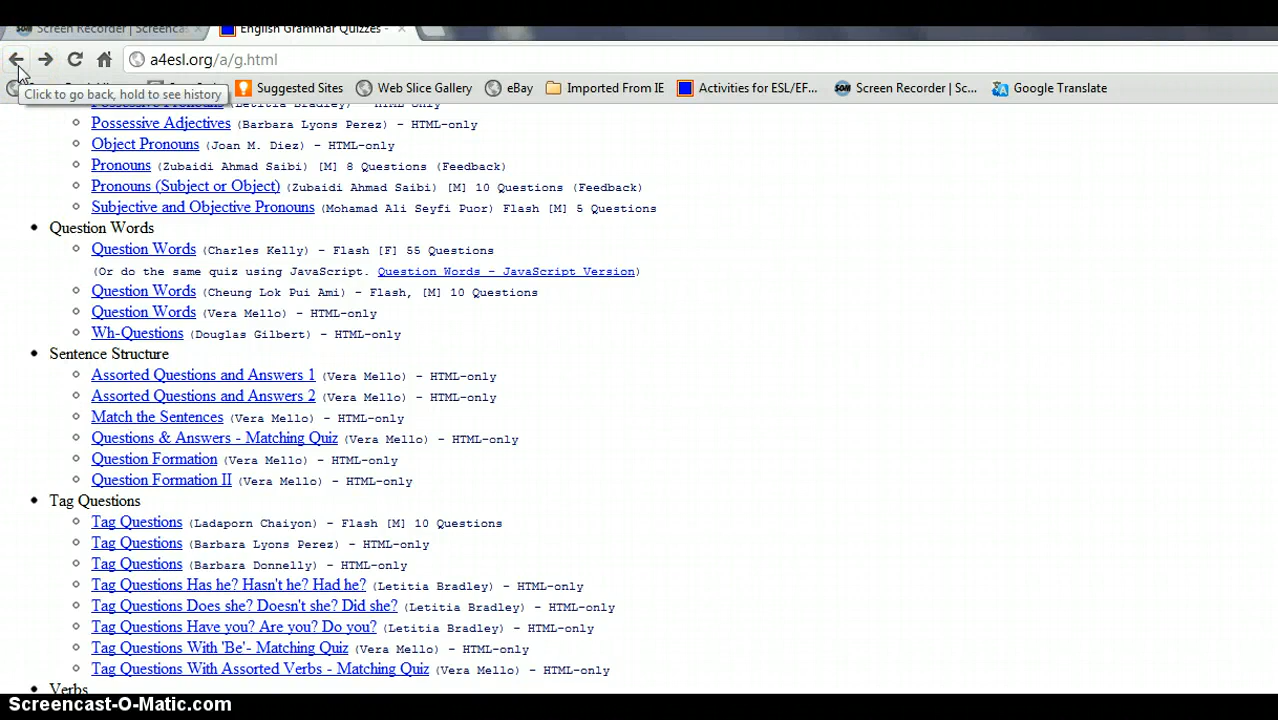 Screen Recorder | Screencast
English Grammar Quizzes -
a4esl.org/a/g.html
Click to go back, hold to see history
Suggested Sites
Web Slice Gallery
eBay
Imported From IE
Activities for ESL/EF...
Screen Recorder | Sc...
Google Translate
Possessive Pronouns (Letitia Bradley) - HTML-only
Possessive Adjectives (Barbara Lyons Perez) - HTML-only
Object Pronouns (Joan M. Diez) - HTML-only
Pronouns (Zubaidi Ahmad Saibi) [M] 8 Questions (Feedback)
Pronouns (Subject or Object) (Zubaidi Ahmad Saibi) [M] 10 Questions (Feedback)
Subjective and Objective Pronouns (Mohamad Ali Seyfi Puor) Flash [M] 5 Questions
Question Words
Question Words (Charles Kelly) - Flash [F] 55 Questions
(Or do the same quiz using JavaScript. Question Words - JavaScript Version)
Question Words (Cheung Lok Pui Ami) - Flash, [M] 10 Questions
Question Words (Vera Mello) - HTML-only
Wh-Questions (Douglas Gilbert) - HTML-only
Sentence Structure
Assorted Questions and Answers 1 (Vera Mello) - HTML-only
Assorted Questions and Answers 2 (Vera Mello) - HTML-only
Match the Sentences (Vera Mello) - HTML-only
Questions & Answers - Matching Quiz (Vera Mello) - HTML-only
Question Formation (Vera Mello) - HTML-only
Question Formation II (Vera Mello) - HTML-only
Tag Questions
Tag Questions (Ladaporn Chaiyon) - Flash [M] 10 Questions
Tag Questions (Barbara Lyons Perez) - HTML-only
Tag Questions (Barbara Donnelly) - HTML-only
Tag Questions Has he? Hasn't he? Had he? (Letitia Bradley) - HTML-only
Tag Questions Does she? Doesn't she? Did she? (Letitia Bradley) - HTML-only
Tag Questions Have you? Are you? Do you? (Letitia Bradley) - HTML-only
Tag Questions With 'Be'- Matching Quiz (Vera Mello) - HTML-only
Tag Questions With Assorted Verbs - Matching Quiz (Vera Mello) - HTML-only
Verbs
Screencast-O-Matic.com